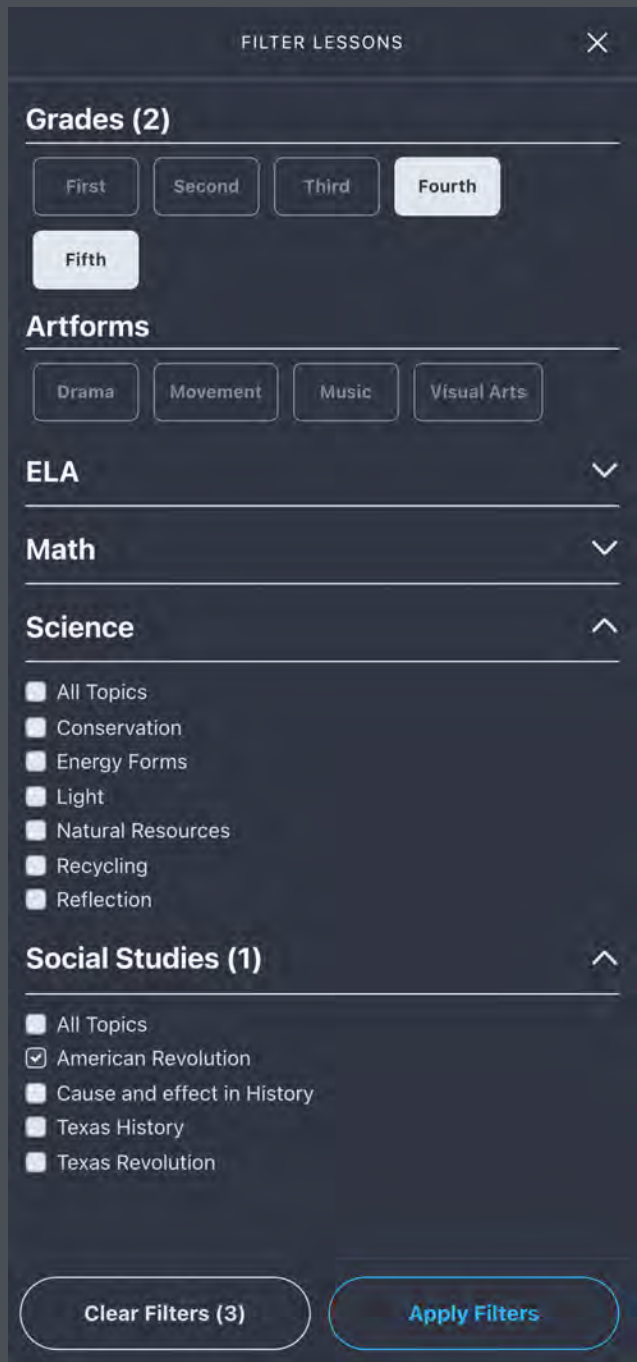 FILTER LESSONS
Grades (2)
First Second Third Fourth
Fifth
Artforms
Drama Movement Music Visual Arts
ELA
Math
Science
All Topics
Conservation
Energy Forms
Light
Natural Resources
Recycling
Reflection
Social Studies (1)
All Topics
American Revolution
Cause and effect in History
Texas History
Texas Revolution
Clear Filters (3) Apply Filters